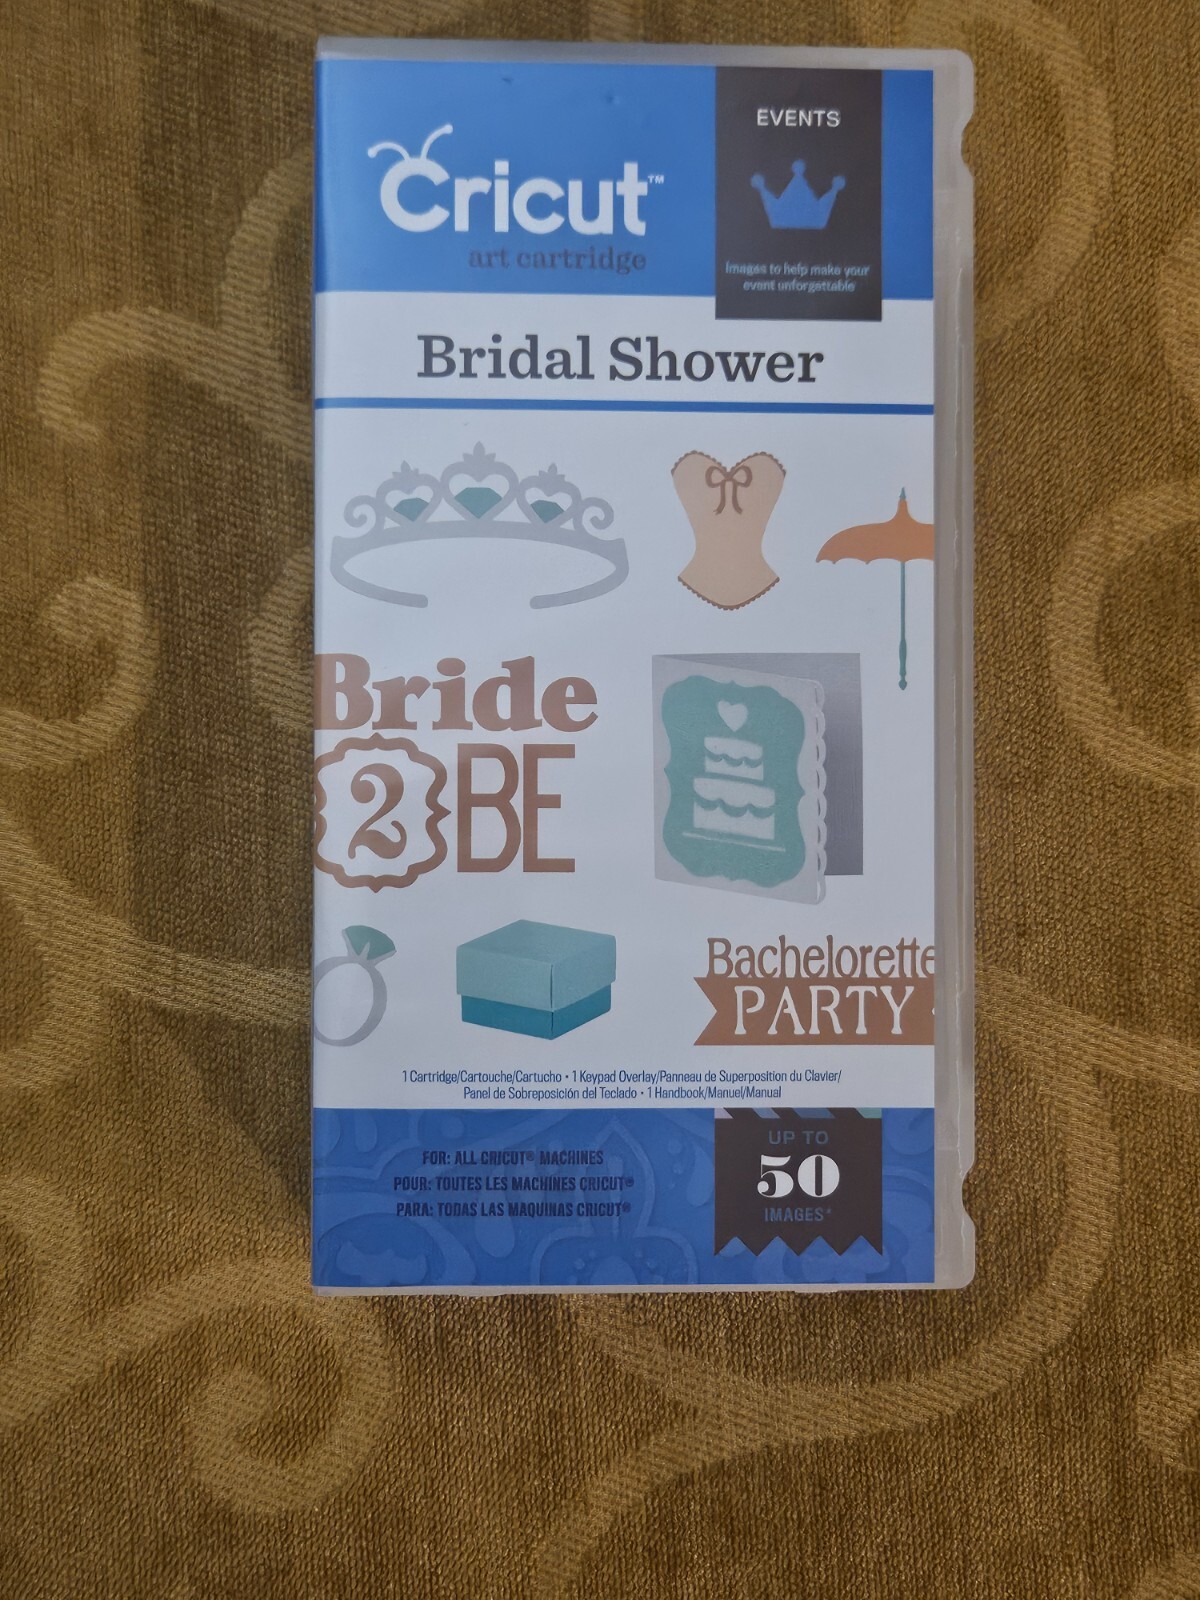 Cricut™
art cartridge
EVENTS
Images to help make your
event unforgettable
Bridal Shower
Bride
2 BE
Bachelorette
PARTY
1 Cartridge/Cartouche/Cartucho • 1 Keypad Overlay/Panneau de Superposition du Clavier/
Panel de Sobreposición del Teclado • 1 Handbook/Manuel/Manual
FOR: ALL CRICUT® MACHINES
POUR: TOUTES LES MACHINES CRICUT®
PARA: TODAS LAS MAQUINAS CRICUT®
UP TO
50
IMAGES*